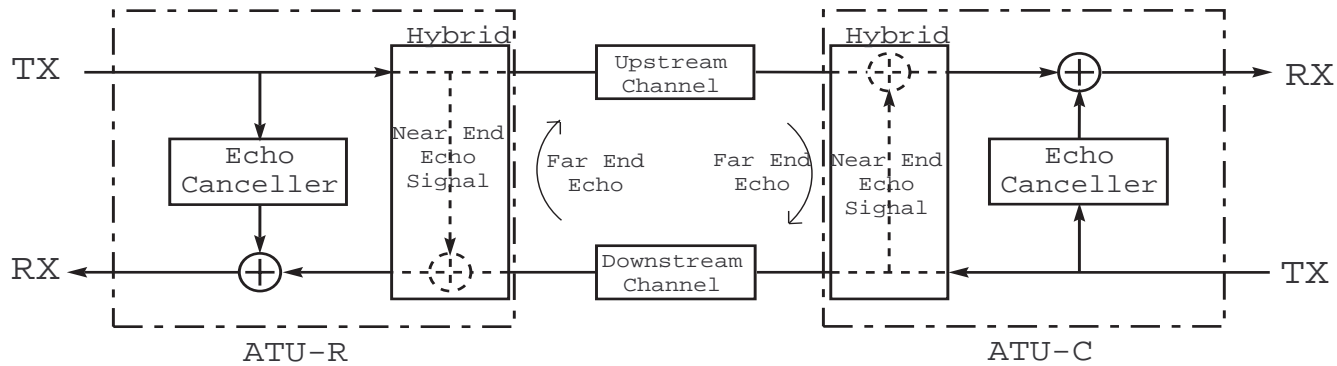 Hybrid
Hybrid
TX
Upstream
Channel
RX
Near End
Echo
Signal
Far End
Echo
Far End
Echo
Near End
Echo
Signal
Echo
Canceller
Echo
Canceller
RX
Downstream
Channel
TX
ATU-R
ATU-C